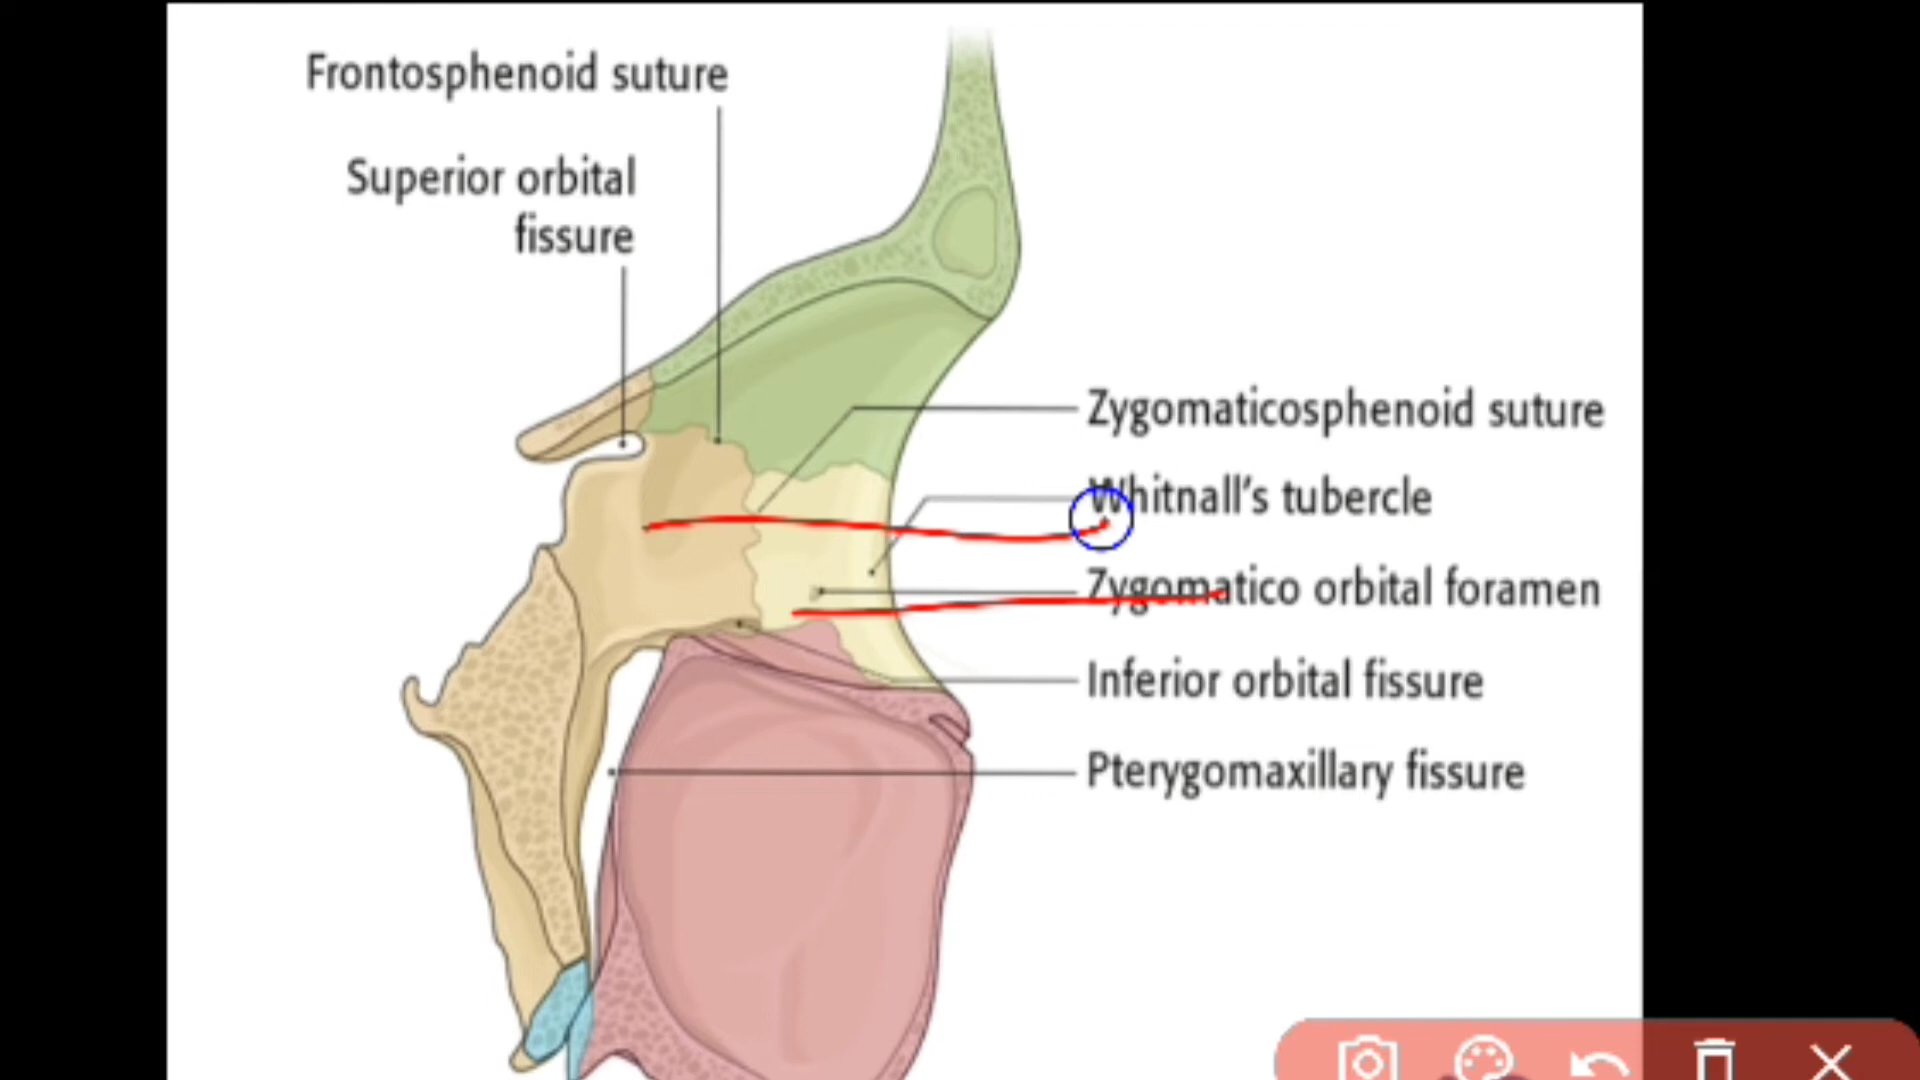 Frontosphenoid suture
Superior orbital
fissure
Zygomaticosphenoid suture
Whitnall's tubercle
Zygomatico orbital foramen
Inferior orbital fissure
Pterygomaxillary fissure